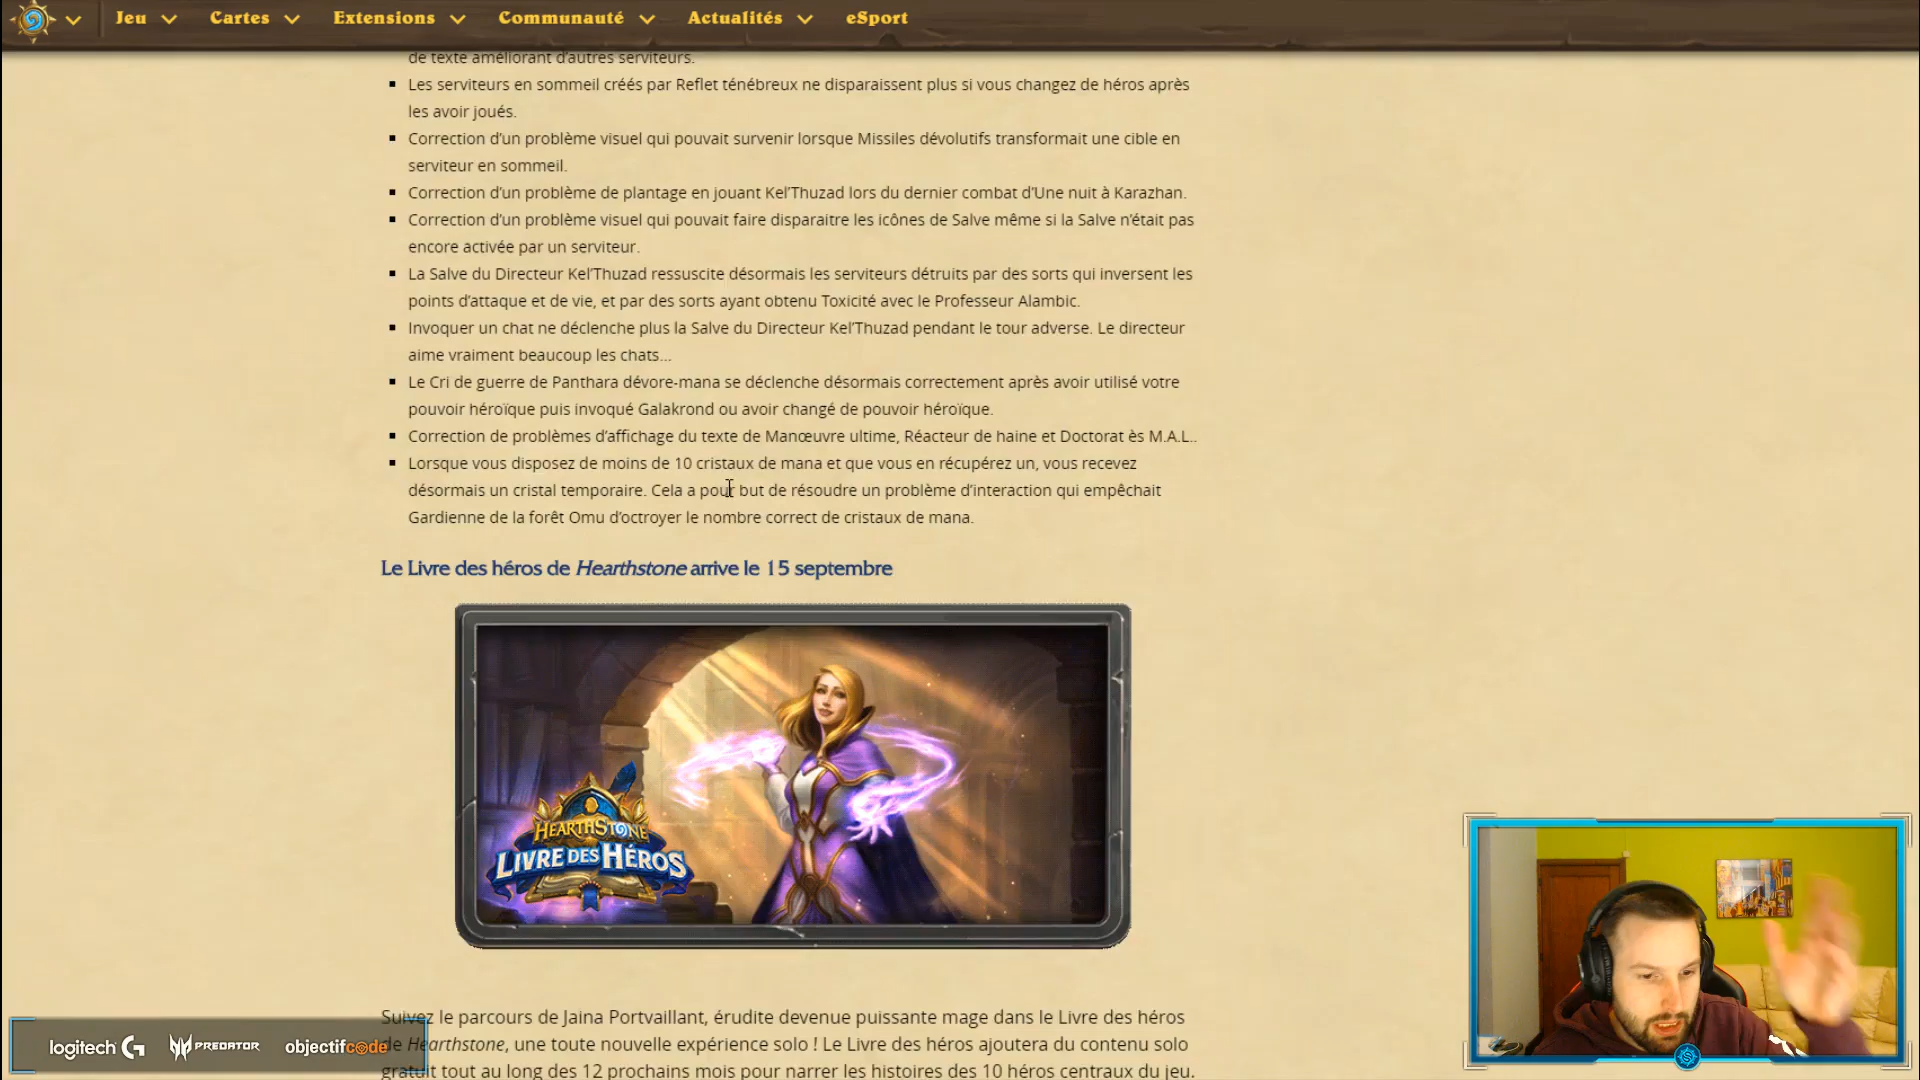 Jeu Cartes Extensions Communauté Actualités eSport
de texte améliorant d'autres serviteurs.
Les serviteurs en sommeil créés par Reflet ténébreux ne disparaissent plus si vous changez de héros après
les avoir joués.
Correction d'un problème visuel qui pouvait survenir lorsque Missiles dévolutifs transformait une cible en
serviteur en sommeil.
Correction d'un problème de plantage en jouant Kel'Thuzad lors du dernier combat d'Une nuit à Karazhan.
Correction d'un problème visuel qui pouvait faire disparaitre les icônes de Salve même si la Salve n'était pas
encore activée par un serviteur.
La Salve du Directeur Kel'Thuzad ressuscite désormais les serviteurs détruits par des sorts qui inversent les
points d'attaque et de vie, et par des sorts ayant obtenu Toxicité avec le Professeur Alambic.
Invoquer un chat ne déclenche plus la Salve du Directeur Kel'Thuzad pendant le tour adverse. Le directeur
aime vraiment beaucoup les chats...
Le Cri de guerre de Panthara dévore-mana se déclenche désormais correctement après avoir utilisé votre
pouvoir héroïque puis invoqué Galakrond ou avoir changé de pouvoir héroïque.
Correction de problèmes d'affichage du texte de Manœuvre ultime, Réacteur de haine et Doctorat ès M.A.L..
Lorsque vous disposez de moins de 10 cristaux de mana et que vous en récupérez un, vous recevez
désormais un cristal temporaire. Cela a pour but de résoudre un problème d'interaction qui empêchait
Gardienne de la forêt Omu d'octroyer le nombre correct de cristaux de mana.
Le Livre des héros de Hearthstone arrive le 15 septembre
HEARTHSTONE
LIVRE DES HÉROS
Suivez le parcours de Jaina Portvaillant, érudite devenue puissante mage dans le Livre des héros
de Hearthstone, une toute nouvelle expérience solo ! Le Livre des héros ajoutera du contenu solo
gratuit tout au long des 12 prochains mois pour narrer les histoires des 10 héros centraux du jeu.
logitech G PREDATOR objectifcode